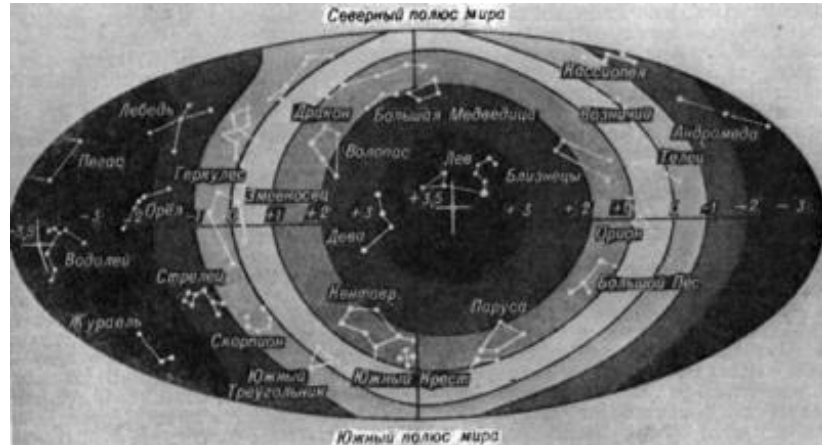 Северный полюс мира
Кассиопея
Лебедь
Дракон
Большая Медведица
Возничий
Андромеда
Пегас
Геркулес
Волопас
Лев
Близнецы
Телец
Змееносец
Орёл
+3,5
-3
-1
+1
+2
+3
+3
+2
-1
-2
-3
-3,5
Дева
Орион
Водолей
Стрелец
Кентавр
Паруса
Большой Пес
Журавль
Скорпион
Южный
Треугольник
Южный Крест
Южный полюс мира